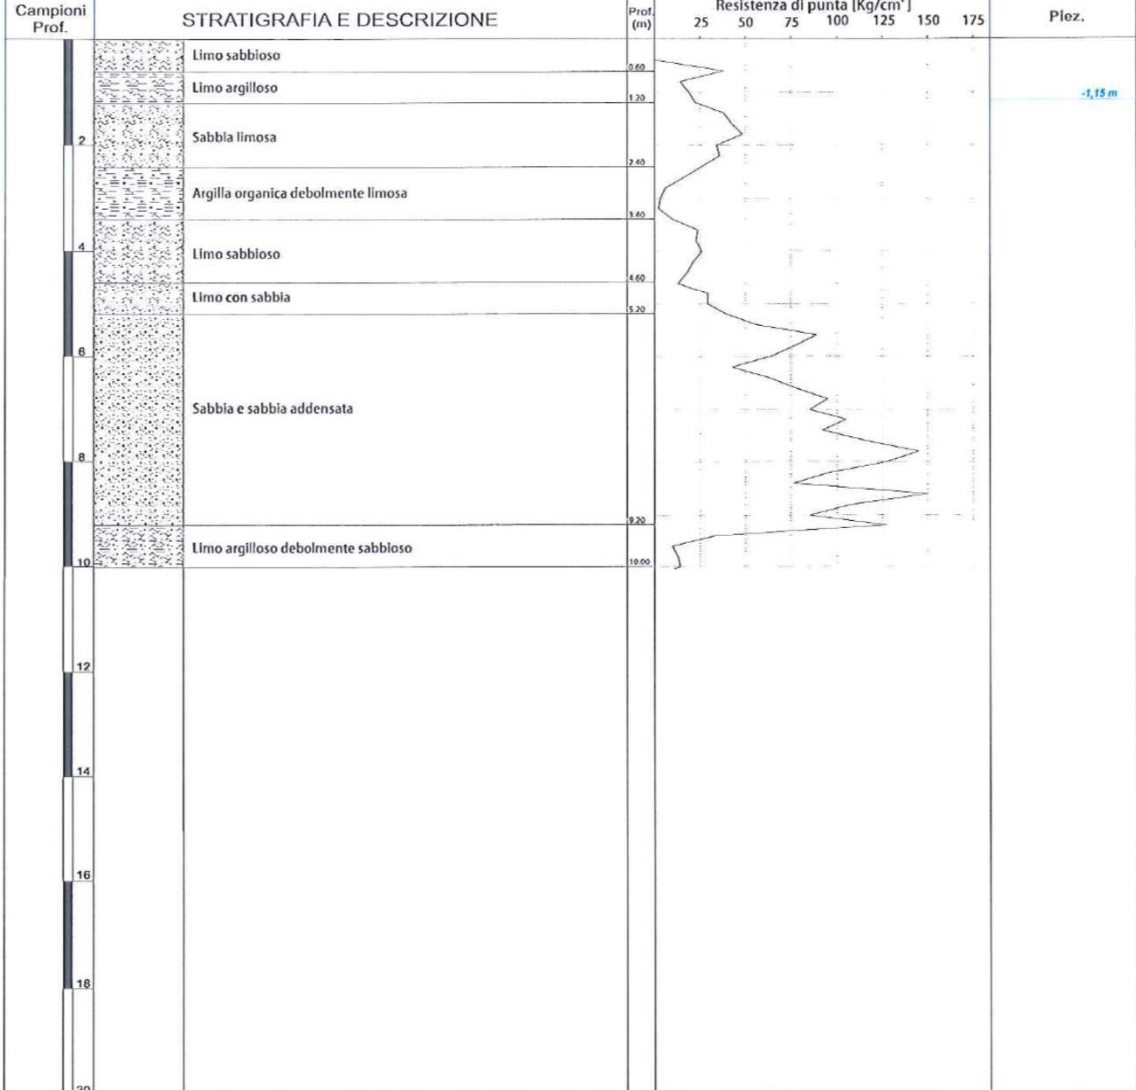 Campioni
Prof.
STRATIGRAFIA E DESCRIZIONE
Prof.
(m)
Resistenza di punta [Kg/cm²]
25 50 75 100 125 150 175
Piez.
Limo sabbioso
0.60
Limo argilloso
-1,15 m
1.20
Sabbia limosa
2
2.40
Argilla organica debolmente limosa
3.40
Limo sabbioso
4
4.60
Limo con sabbia
5.20
6
Sabbia e sabbia addensata
8
9.20
Limo argilloso debolmente sabbioso
10
10.00
12
14
16
18
20